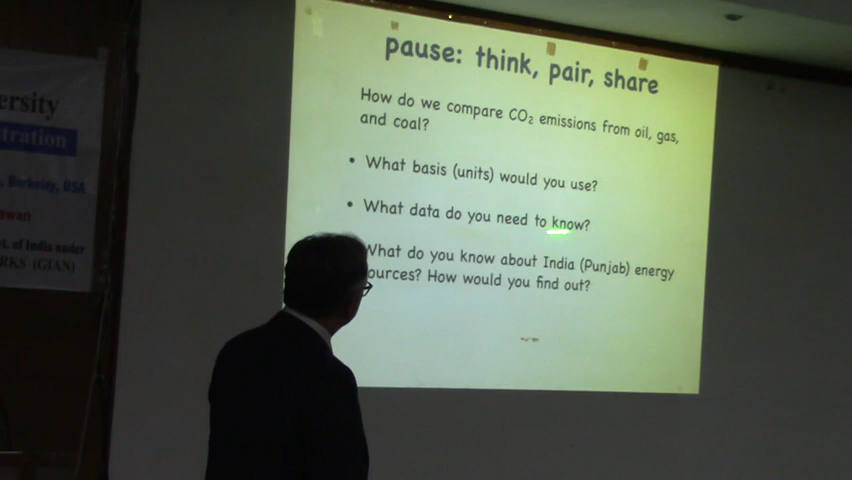 pause: think, pair, share
How do we compare CO₂ emissions from oil, gas,
and coal?
• What basis (units) would you use?
• What data do you need to know?
What do you know about India (Punjab) energy
ources? How would you find out?
ersity
tration
, Berkeley, USA
owan
t. of India under
RKS (GIAN)